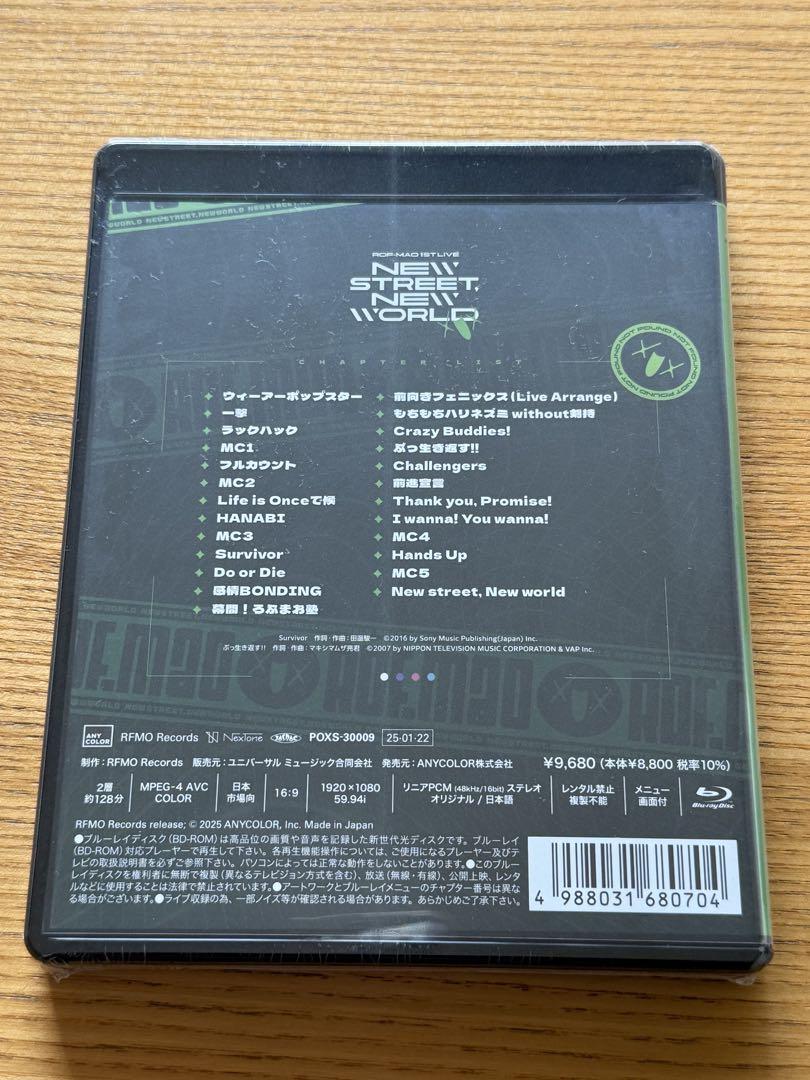 WORLD NEWSTREET,NEWWORLD NEWSTREET
ROF-MAO 1ST LIVE
NEW
STREET,
NEW
WORLD
NOT FOUND NOT FOUND NOT FOUND
CHAPTER LIST
ウィーアーポップスター
一撃
ラックハック
MC1
フルカウント
MC2
Life is Onceで候
HANABI
MC3
Survivor
Do or Die
感情BONDING
幕間！ろふまお塾
前向きフェニックス(Live Arrange)
もちもちハリネズミ without剣持
Crazy Buddies!
ぶっ生き返す!!
Challengers
前進宣言
Thank you, Promise!
I wanna! You wanna!
MC4
Hands Up
MC5
New street, New world
Survivor 作詞・作曲：田淵智一 ©2016 by Sony Music Publishing(Japan) Inc.
ぶっ生き返す!! 作詞・作曲：マキシマムザ亮君 ©2007 by NIPPON TELEVISION MUSIC CORPORATION & VAP Inc.
ANY COLOR RFMO Records NexTone POXS-30009 25·01·22
制作：RFMO Records 販売元：ユニバーサル ミュージック合同会社 発売元：ANYCOLOR株式会社 ¥9,680 (本体¥8,800 税率10%)
2層 約128分 MPEG-4 AVC COLOR 日本市場向 16:9 1920×1080 59.94i リニアPCM (48kHz/16bit) ステレオ オリジナル / 日本語 レンタル禁止 複製不能 メニュー画面付 Blu-ray Disc
RFMO Records release; © 2025 ANYCOLOR, Inc. Made in Japan
●ブルーレイディスク(BD-ROM)は高品位の画質や音声を記録した新世代光ディスクです。ブルーレイ
(BD-ROM)対応プレーヤーで再生して下さい。各再生機能操作については、ご使用になるプレーヤー及びテ
レビの取扱説明書を必ずご参照下さい。パソコンによっては正常な動作をしないことがあります。●このブルー
レイディスクを権利者に無断で複製(異なるテレビジョン方式を含む)、放送(無線・有線)、公開上映、レンタ
ルなどに使用することは法律で禁止されています。●アートワークとブルーレイメニューのチャプター番号は異な
る場合がございます。●ライブ収録の為、一部ノイズ等が確認される場合があります。あらかじめご了承下さい。
4 988031 680704